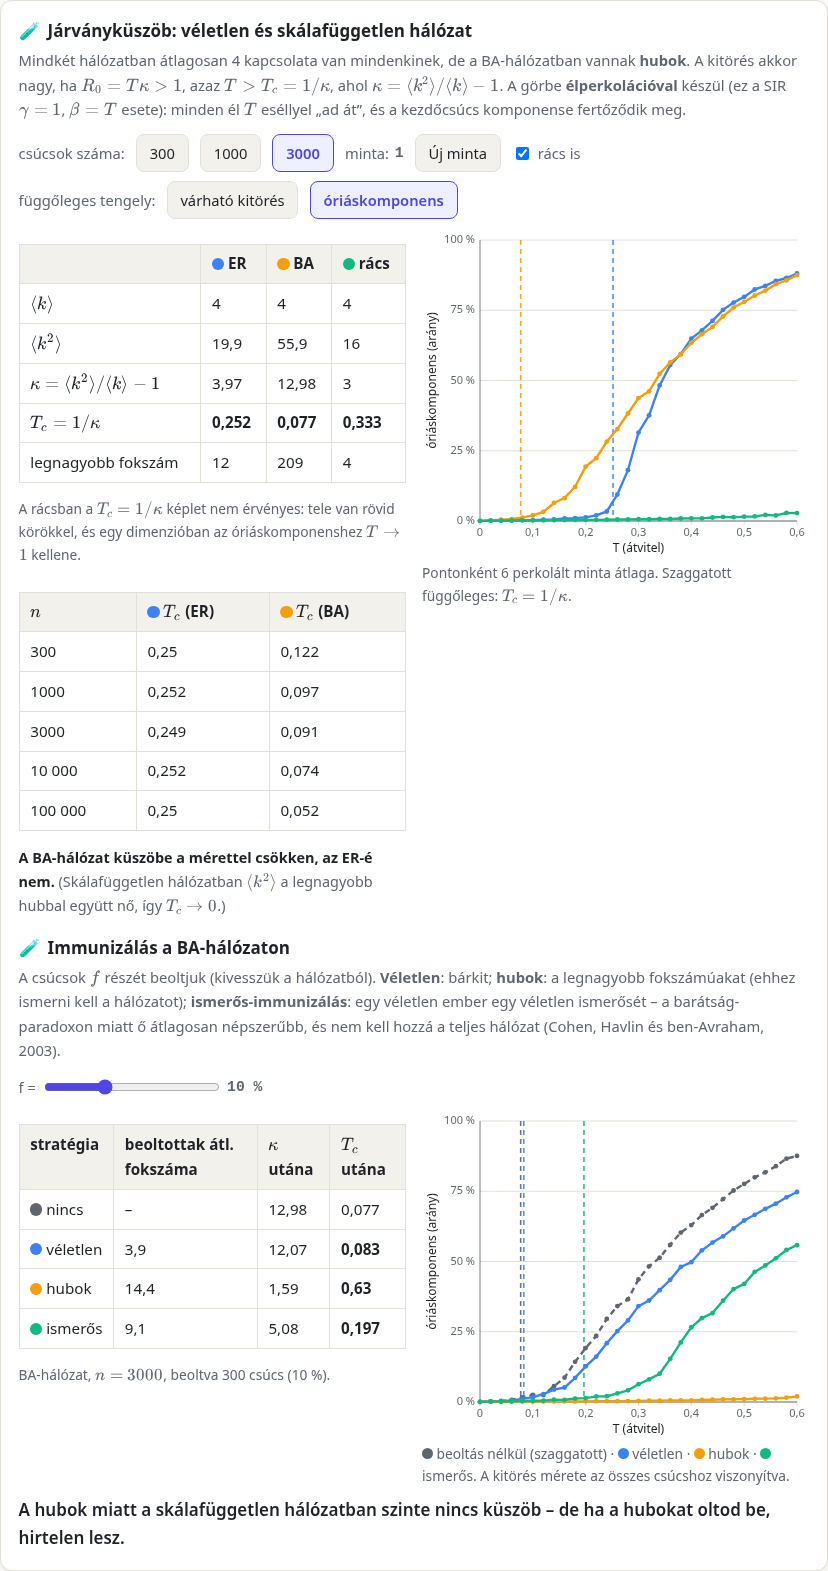 🧪 Járványküszöb: véletlen és skálafüggetlen hálózat
Mindkét hálózatban átlagosan 4 kapcsolata van mindenkinek, de a BA-hálózatban vannak hubok. A kitörés akkor
nagy, ha R₀ = Tκ > 1, azaz T > T_c = 1/κ, ahol κ = ⟨k²⟩/⟨k⟩ − 1. A görbe élperkolációval készül (ez a SIR
γ = 1, β = T esete): minden él T eséllyel „ad át”, és a kezdőcsúcs komponense fertőződik meg.
csúcsok száma: 300 1000 3000 minta: 1 Új minta rács is
függőleges tengely: várható kitörés óriáskomponens
ER BA rács
⟨k⟩ 4 4 4
⟨k²⟩ 19,9 55,9 16
κ = ⟨k²⟩/⟨k⟩ − 1 3,97 12,98 3
T_c = 1/κ 0,252 0,077 0,333
legnagyobb fokszám 12 209 4
A rácsban a T_c = 1/κ képlet nem érvényes: tele van rövid
körökkel, és egy dimenzióban az óriáskomponenshez T →
1 kellene.
100 %
75 %
50 %
25 %
0 %
óriáskomponens (arány)
0 0,1 0,2 0,3 0,4 0,5 0,6
T (átvitel)
Pontonként 6 perkolált minta átlaga. Szaggatott
függőleges: T_c = 1/κ.
n T_c (ER) T_c (BA)
300 0,25 0,122
1000 0,252 0,097
3000 0,249 0,091
10 000 0,252 0,074
100 000 0,25 0,052
A BA-hálózat küszöbe a mérettel csökken, az ER-é
nem. (Skálafüggetlen hálózatban ⟨k²⟩ a legnagyobb
hubbal együtt nő, így T_c → 0.)
🧪 Immunizálás a BA-hálózaton
A csúcsok f részét beoltjuk (kivesszük a hálózatból). Véletlen: bárkit; hubok: a legnagyobb fokszámúakat (ehhez
ismerni kell a hálózatot); ismerős-immunizálás: egy véletlen ember egy véletlen ismerősét – a barátság-
paradoxon miatt ő átlagosan népszerűbb, és nem kell hozzá a teljes hálózat (Cohen, Havlin és ben-Avraham,
2003).
f = 10 %
stratégia beoltottak átl. κ T_c
fokszáma utána utána
nincs – 12,98 0,077
véletlen 3,9 12,07 0,083
hubok 14,4 1,59 0,63
ismerős 9,1 5,08 0,197
BA-hálózat, n = 3000, beoltva 300 csúcs (10 %).
100 %
75 %
50 %
25 %
0 %
óriáskomponens (arány)
0 0,1 0,2 0,3 0,4 0,5 0,6
T (átvitel)
beoltás nélkül (szaggatott) · véletlen · hubok ·
ismerős. A kitörés mérete az összes csúcshoz viszonyítva.
A hubok miatt a skálafüggetlen hálózatban szinte nincs küszöb – de ha a hubokat oltod be,
hirtelen lesz.